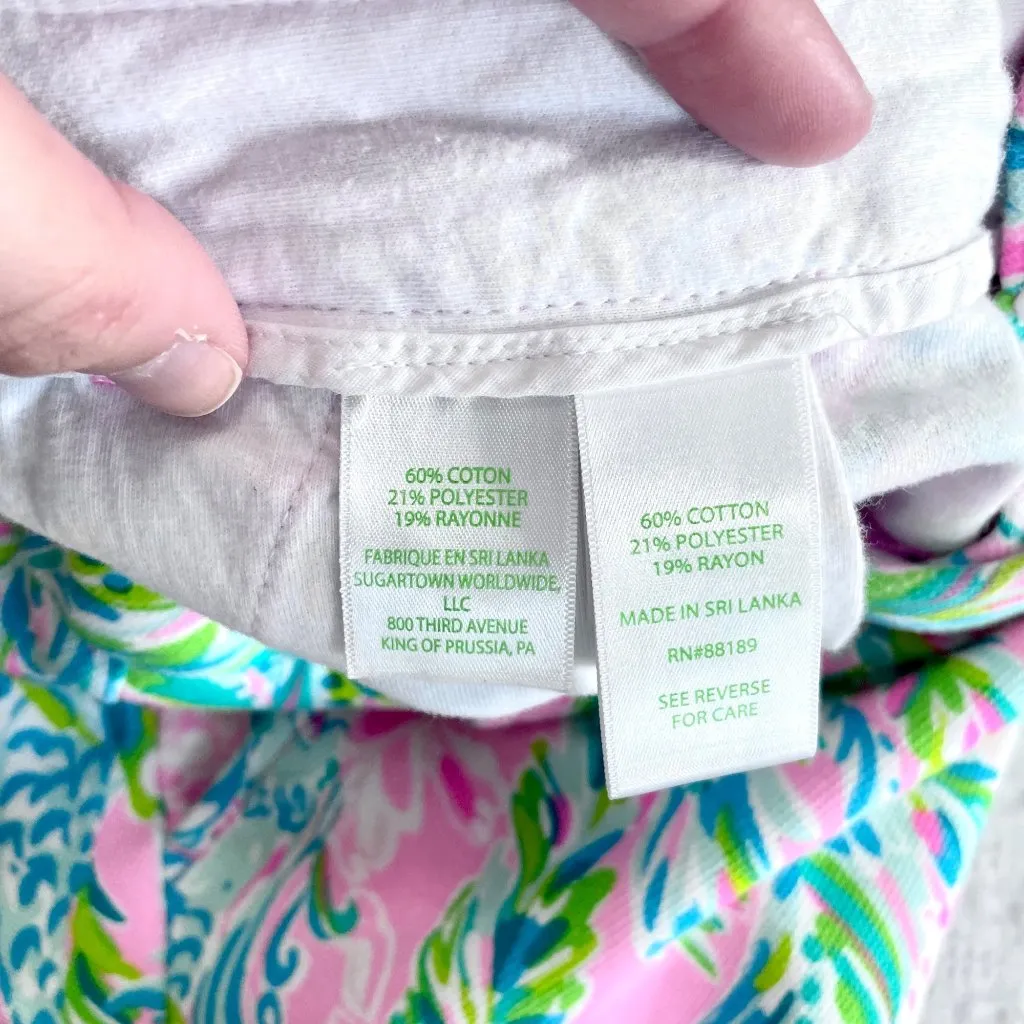 60% COTON
21% POLYESTER
19% RAYONNE
FABRIQUE EN SRI LANKA
SUGARTOWN WORLDWIDE,
LLC
800 THIRD AVENUE
KING OF PRUSSIA, PA
60% COTTON
21% POLYESTER
19% RAYON
MADE IN SRI LANKA
RN#88189
SEE REVERSE
FOR CARE